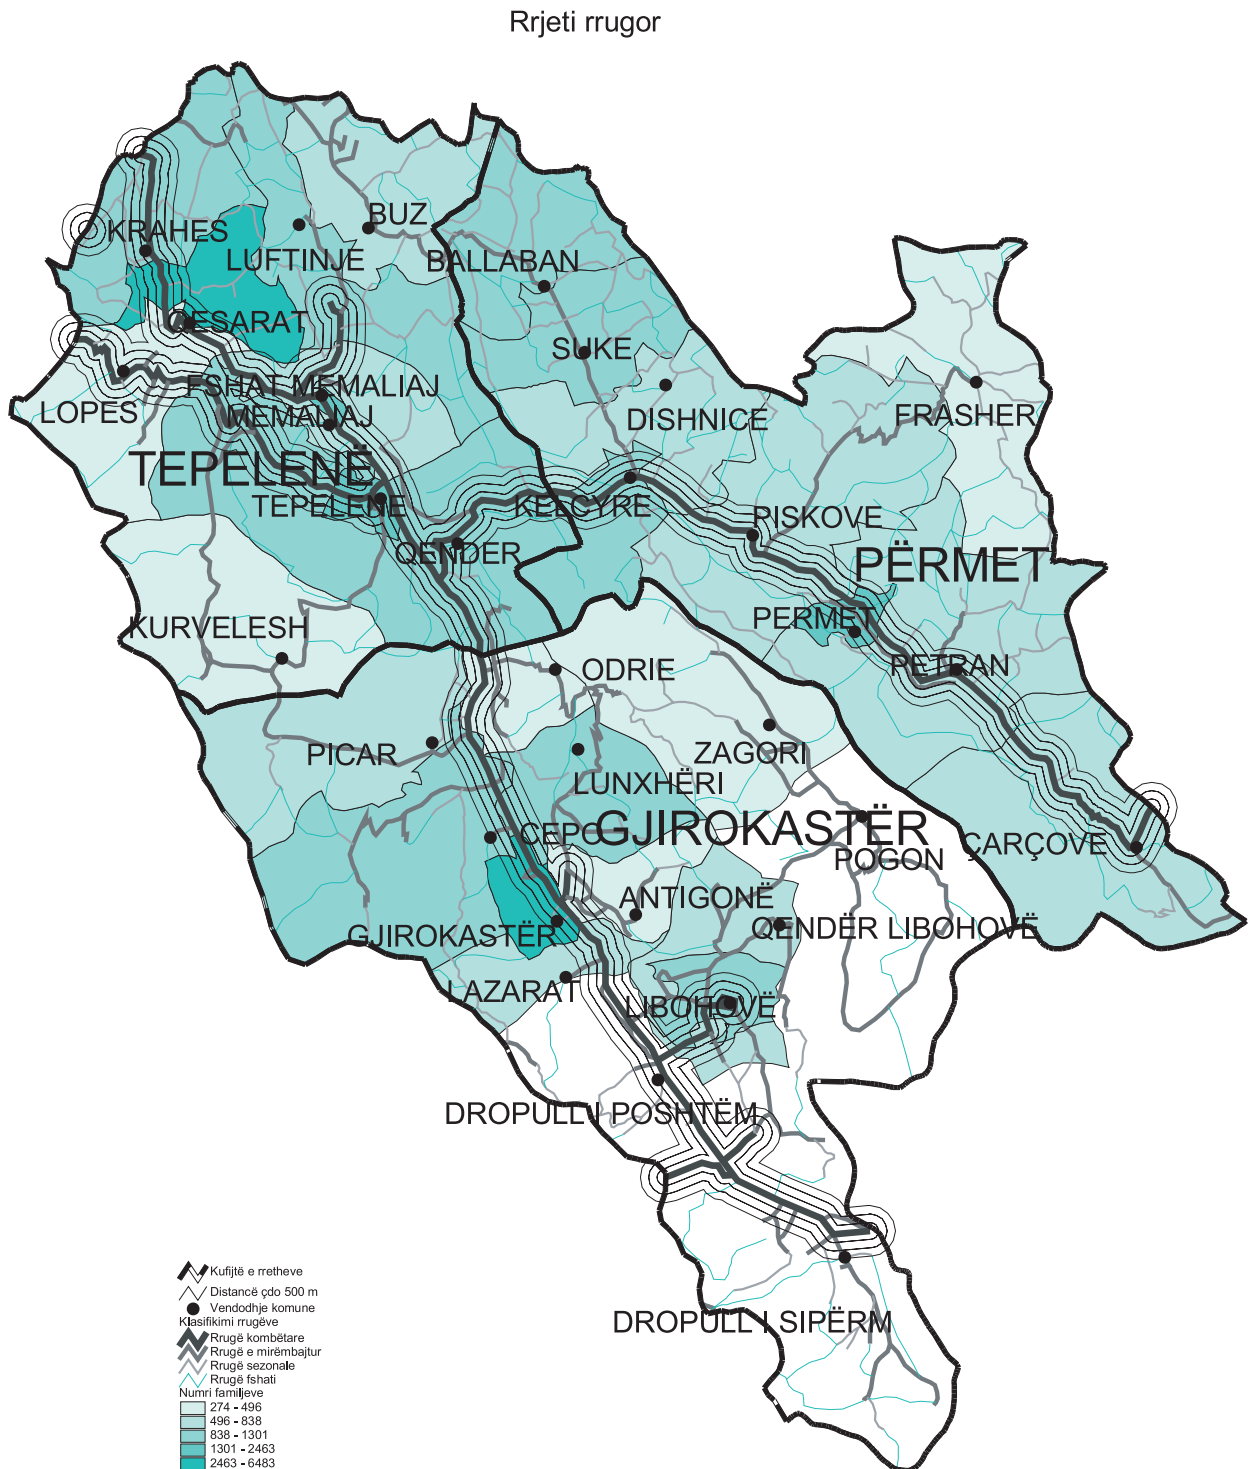 Rrjeti rrugor
BUZ
KRAHES
LUFTINJE
BALLABAN
QESARAT
SUKE
FSHAT MEMALIAJ
LOPES
MEMALIAJ
DISHNICE
FRASHER
TEPELENË
TEPELENE
KELCYRE
PISKOVE
QENDER
PËRMET
PERMET
KURVELESH
ODRIE
PETRAN
PICAR
ZAGORI
LUNXHËRI
CEPO
GJIROKASTËR
POGON
ÇARÇOVE
ANTIGONË
GJIROKASTËR
QENDËR LIBOHOVË
LAZARAT
LIBOHOVË
DROPULL I POSHTËM
DROPULL I SIPËRM
Kufijtë e rretheve
Distancë çdo 500 m
Vendodhje komune
Klasifikimi rrugëve
Rrugë kombëtare
Rrugë e mirëmbajtur
Rrugë sezonale
Rrugë fshati
Numri familjeve
274 - 496
496 - 838
838 - 1301
1301 - 2463
2463 - 6483